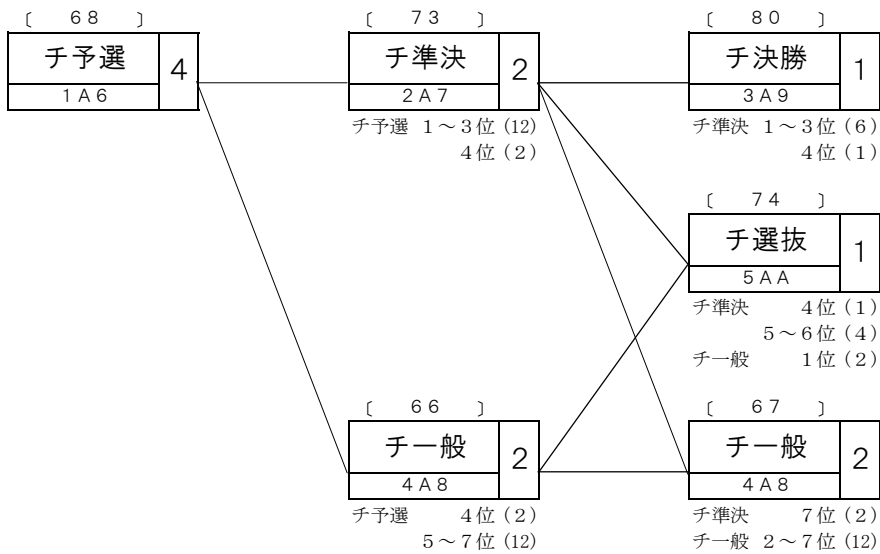 〔 68 〕
チ予選 4
1A6
〔 73 〕
チ準決 2
2A7
チ予選 1～3位(12)
4位(2)
〔 80 〕
チ決勝 1
3A9
チ準決 1～3位(6)
4位(1)
〔 74 〕
チ選抜 1
5AA
チ準決 4位(1)
5～6位(4)
チ一般 1位(2)
〔 66 〕
チ一般 2
4A8
チ予選 4位(2)
5～7位(12)
〔 67 〕
チ一般 2
4A8
チ準決 7位(2)
チ一般 2～7位(12)